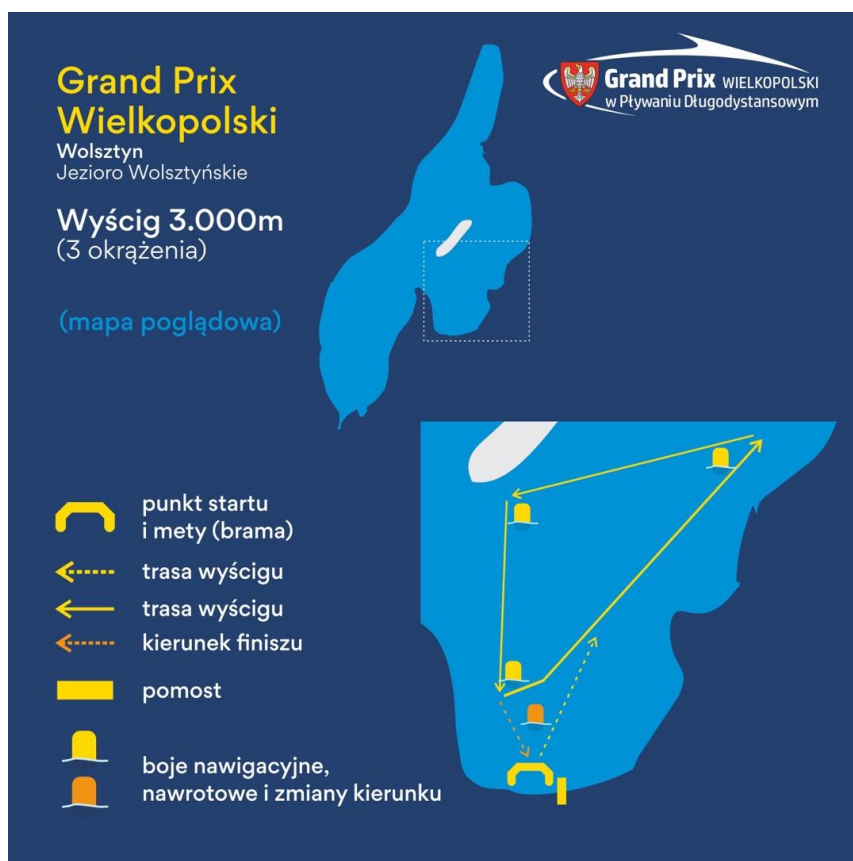 Grand Prix
Wielkopolski
Wolsztyn
Jezioro Wolsztyńskie
Wyścig 3.000m
(3 okrążenia)
(mapa poglądowa)
Grand Prix WIELKOPOLSKI
w Pływaniu Długodystansowym
punkt startu
i mety (brama)
trasa wyścigu
trasa wyścigu
kierunek finiszu
pomost
boje nawigacyjne,
nawrotowe i zmiany kierunku